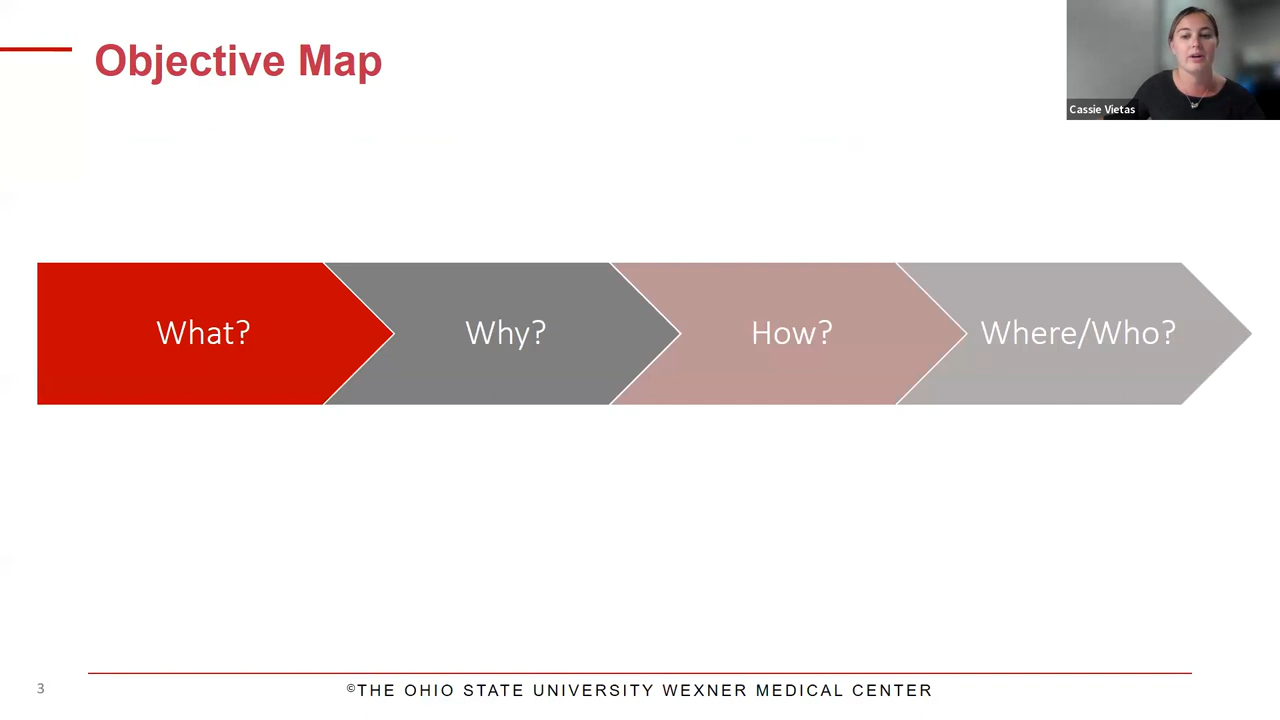 Objective Map
Cassie Vietas
What?
Why?
How?
Where/Who?
3
©THE OHIO STATE UNIVERSITY WEXNER MEDICAL CENTER